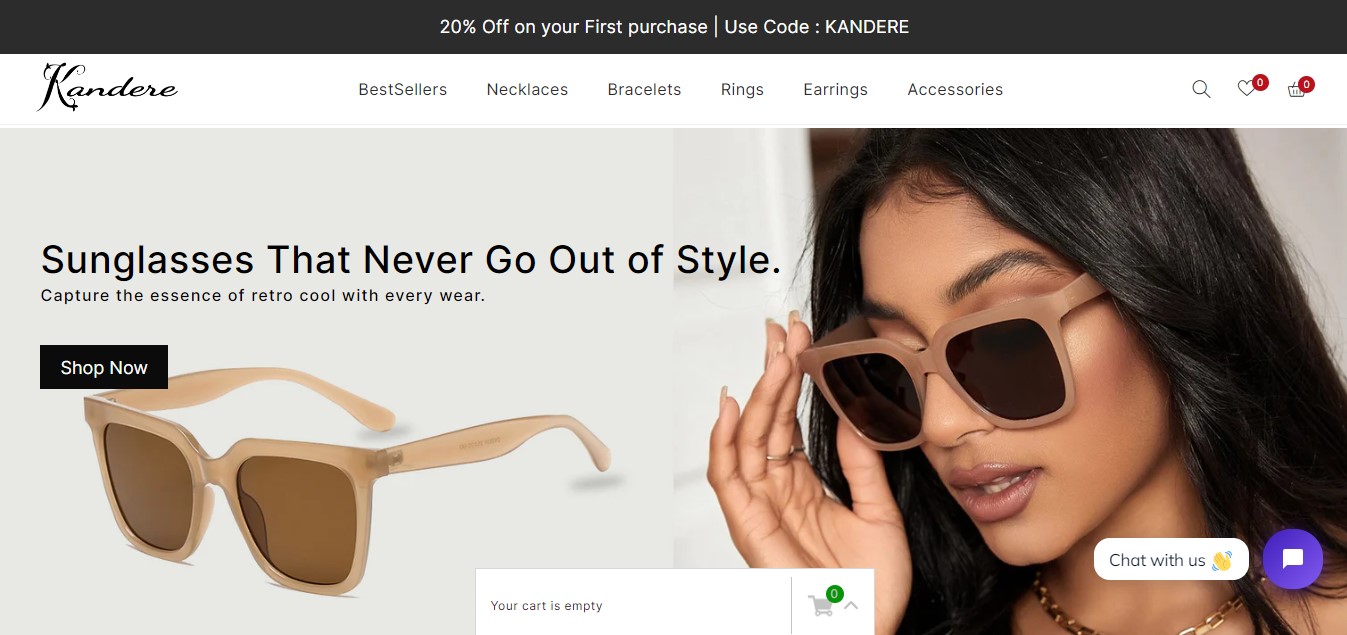 20% Off on your First purchase | Use Code : KANDERE
Kandere
BestSellers
Necklaces
Bracelets
Rings
Earrings
Accessories
0
0
Sunglasses That Never Go Out of Style.
Capture the essence of retro cool with every wear.
Shop Now
Chat with us 👋
Your cart is empty
0